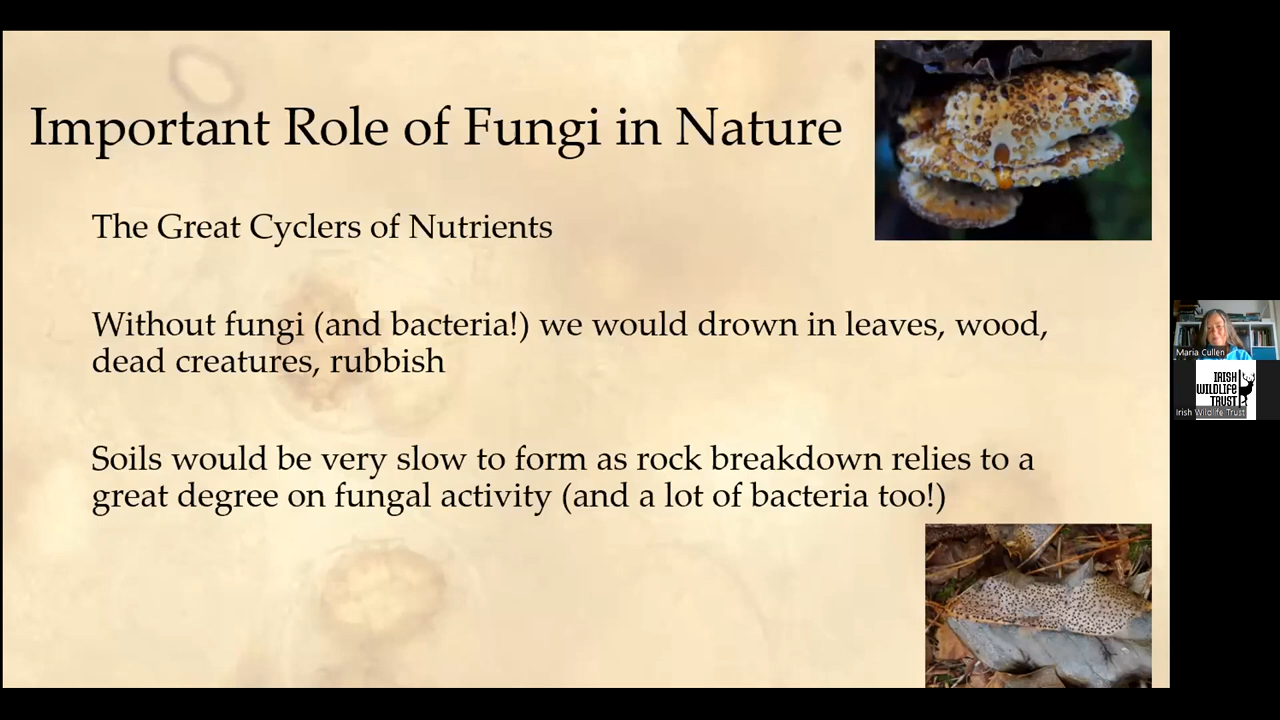 Important Role of Fungi in Nature
The Great Cyclers of Nutrients
Without fungi (and bacteria!) we would drown in leaves, wood,
dead creatures, rubbish
Soils would be very slow to form as rock breakdown relies to a
great degree on fungal activity (and a lot of bacteria too!)
Maria Cullen
IRISH
WILDLIFE
TRUST
Irish Wildlife Trust